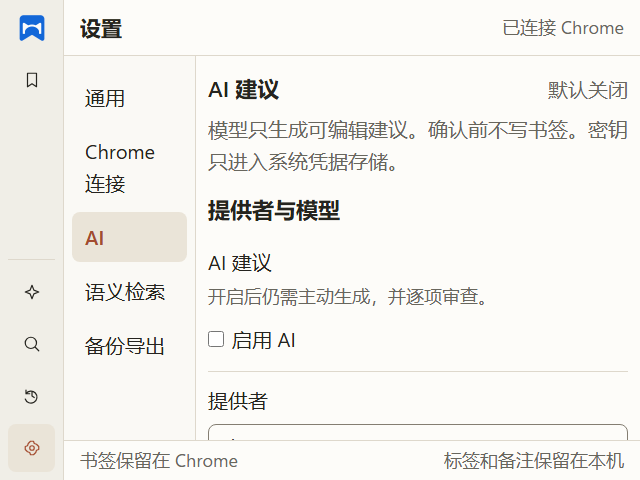 设置
已连接 Chrome
通用
Chrome
连接
AI
语义检索
备份导出
AI 建议
默认关闭
模型只生成可编辑建议。确认前不写书签。密钥
只进入系统凭据存储。
提供者与模型
AI 建议
开启后仍需主动生成，并逐项审查。
启用 AI
提供者
书签保留在 Chrome
标签和备注保留在本机